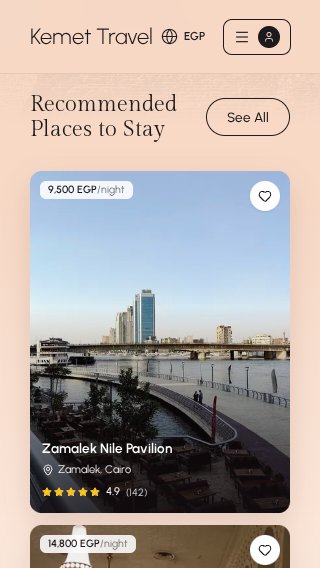 Kemet Travel EGP
Recommended
Places to Stay
See All
9,500 EGP/night
Zamalek Nile Pavilion
Zamalek, Cairo
4.9 (142)
14,800 EGP/night